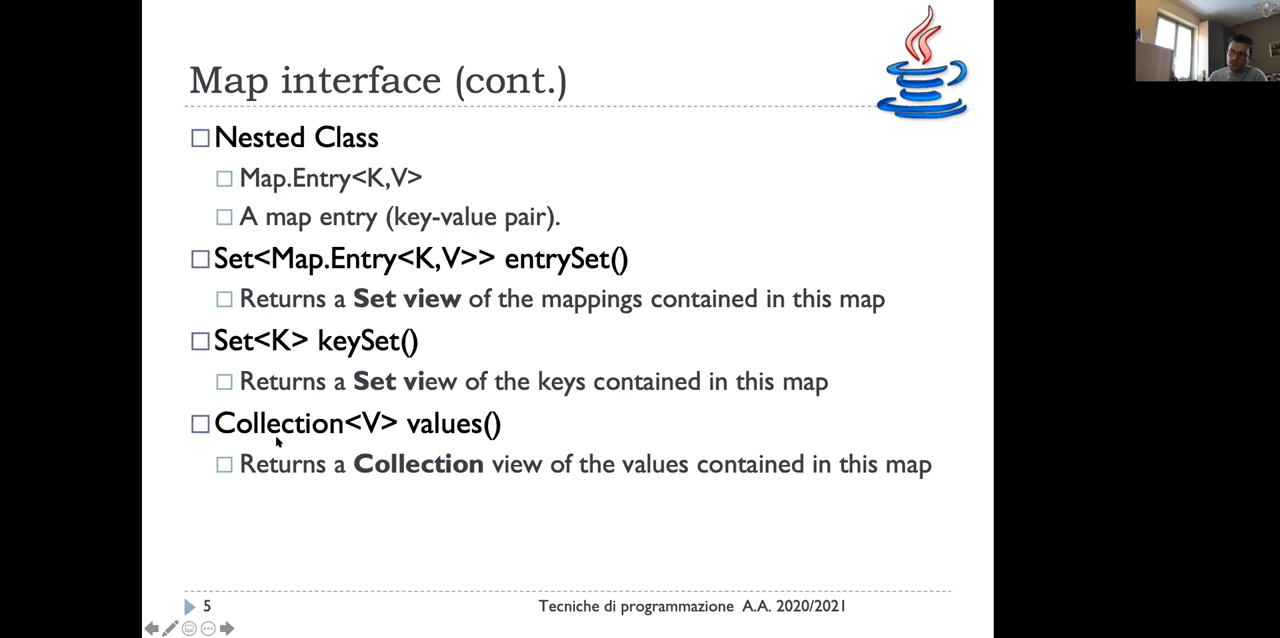 Map interface (cont.)
Nested Class
Map.Entry<K,V>
A map entry (key-value pair).
Set<Map.Entry<K,V>> entrySet()
Returns a Set view of the mappings contained in this map
Set<K> keySet()
Returns a Set view of the keys contained in this map
Collection<V> values()
Returns a Collection view of the values contained in this map
5
Tecniche di programmazione A.A. 2020/2021